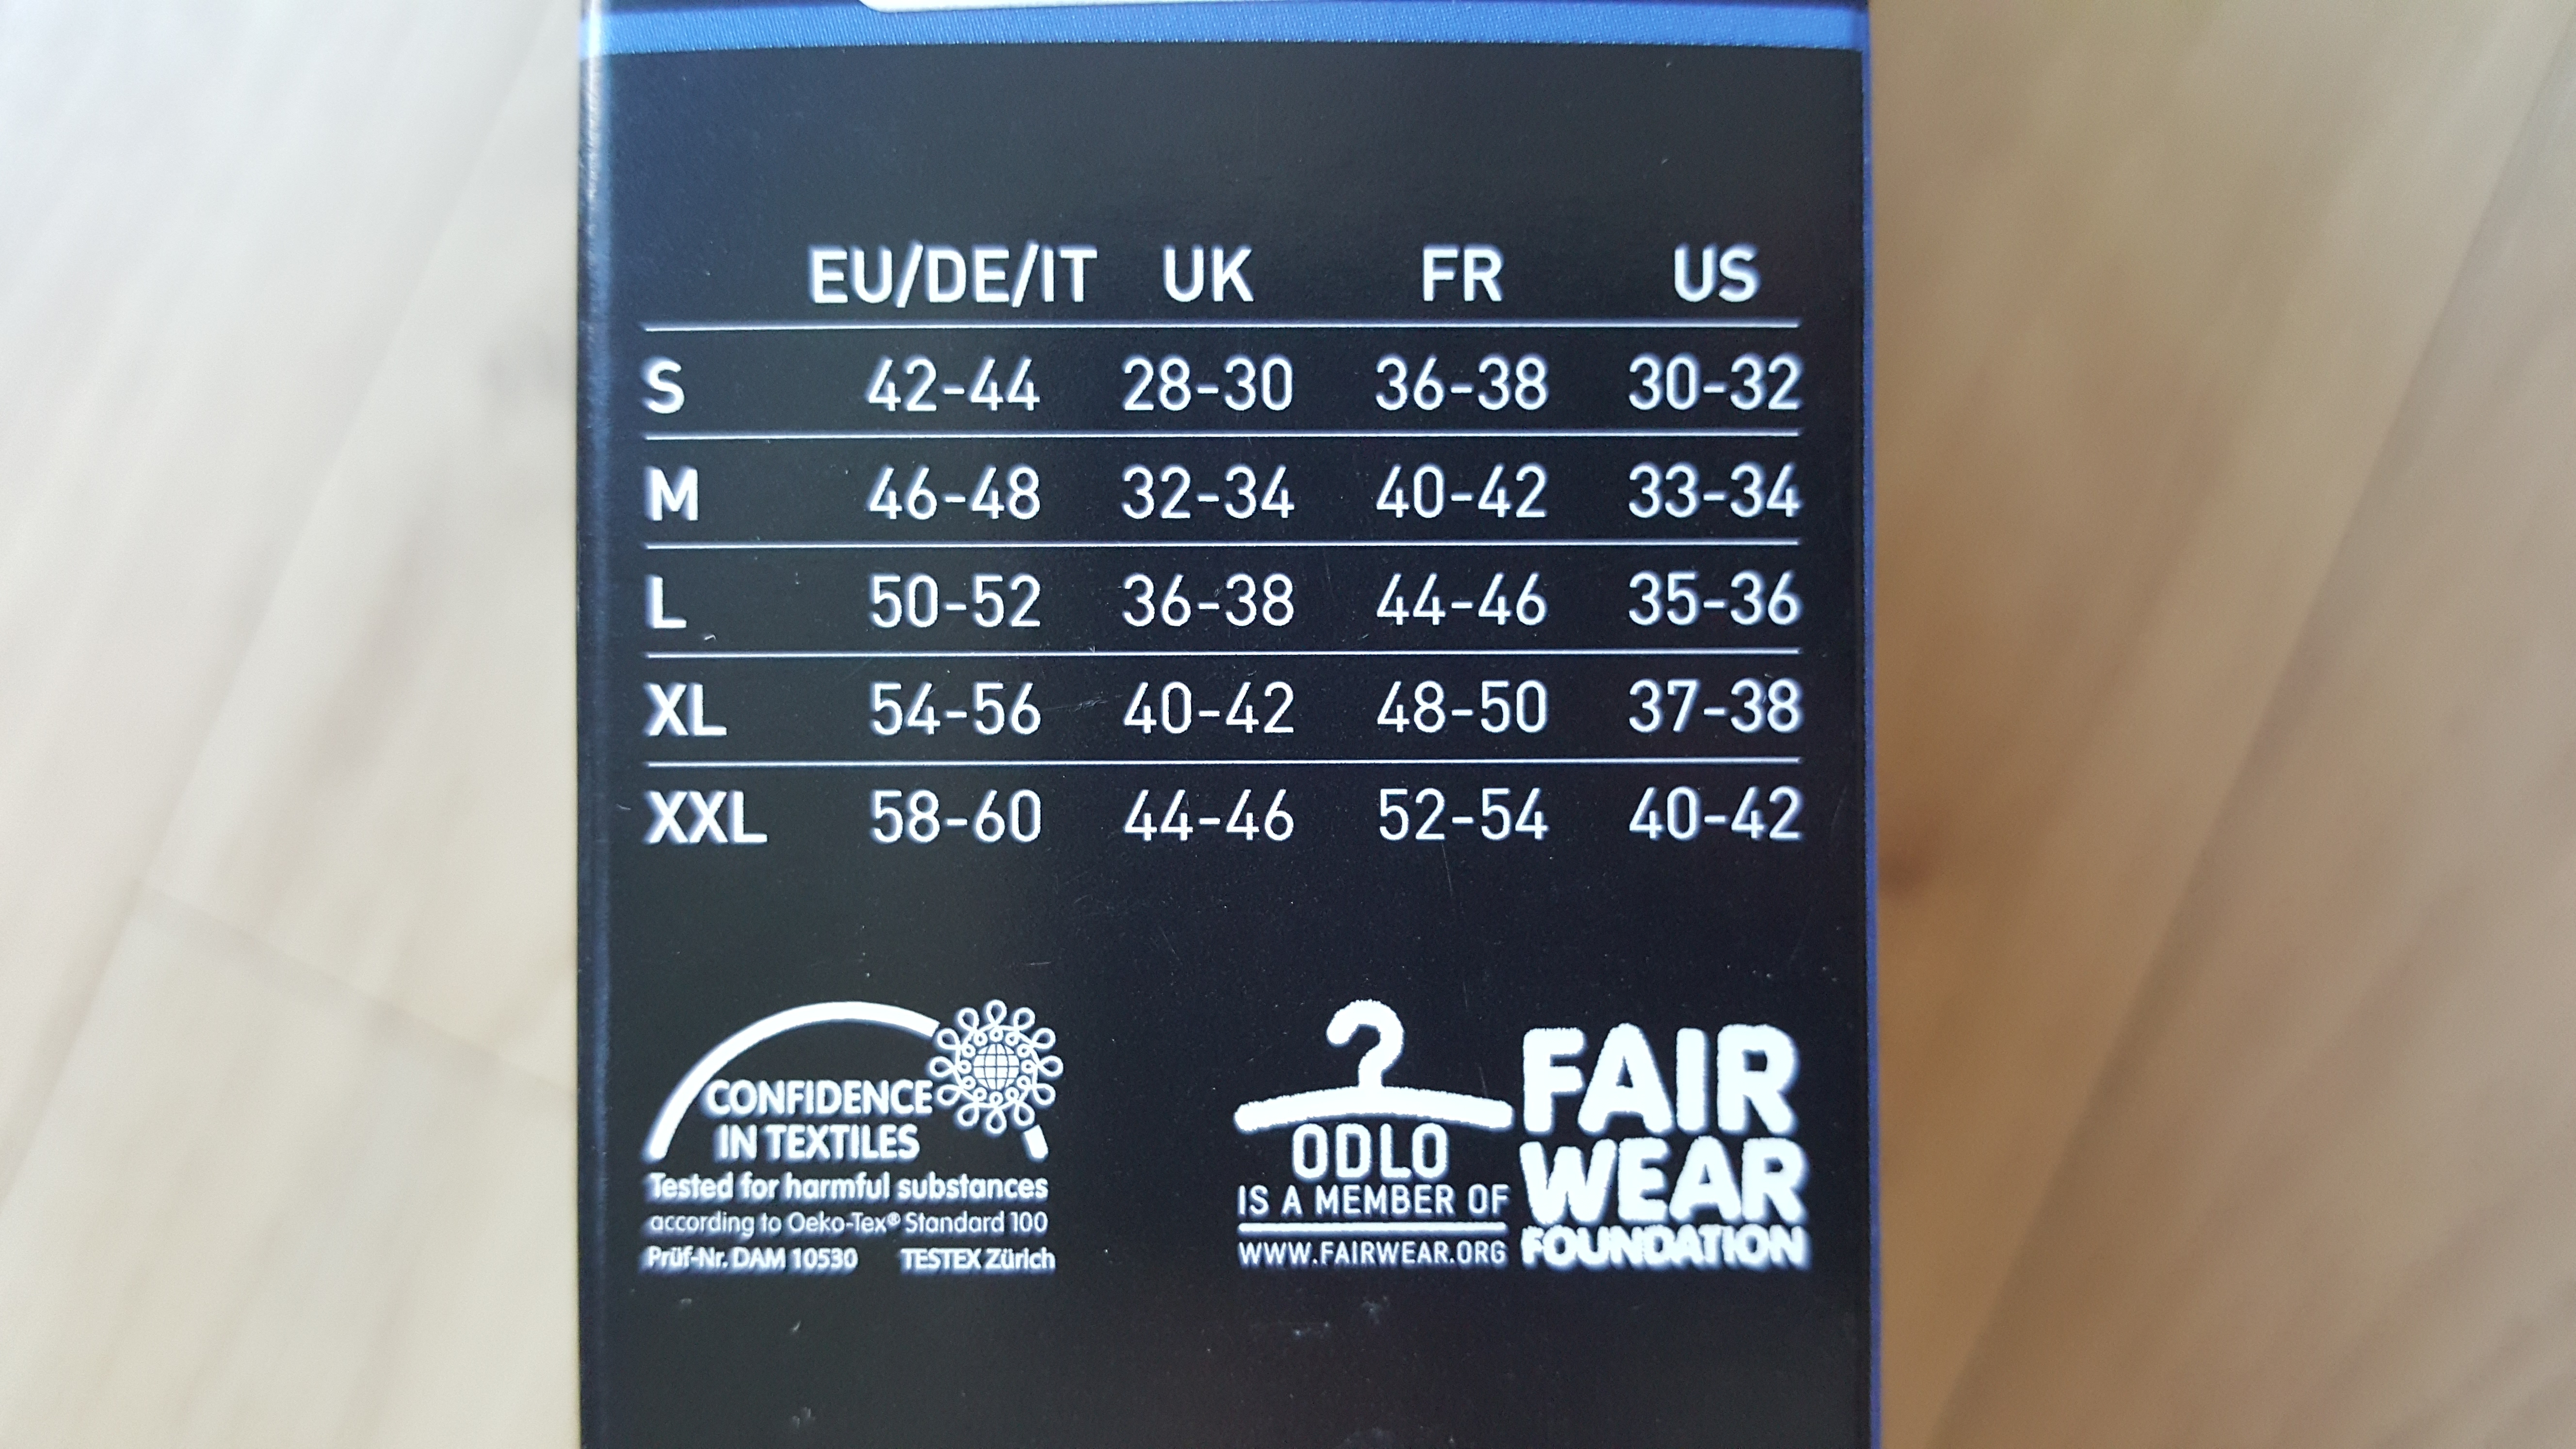 EU/DE/IT UK FR US
S 42-44 28-30 36-38 30-32
M 46-48 32-34 40-42 33-34
L 50-52 36-38 44-46 35-36
XL 54-56 40-42 48-50 37-38
XXL 58-60 44-46 52-54 40-42
CONFIDENCE
IN TEXTILES
Tested for harmful substances
according to Oeko-Tex® Standard 100
Prüf-Nr. DAM 10530 TESTEX Zürich
ODLO
IS A MEMBER OF
WWW.FAIRWEAR.ORG
FAIR
WEAR
FOUNDATION